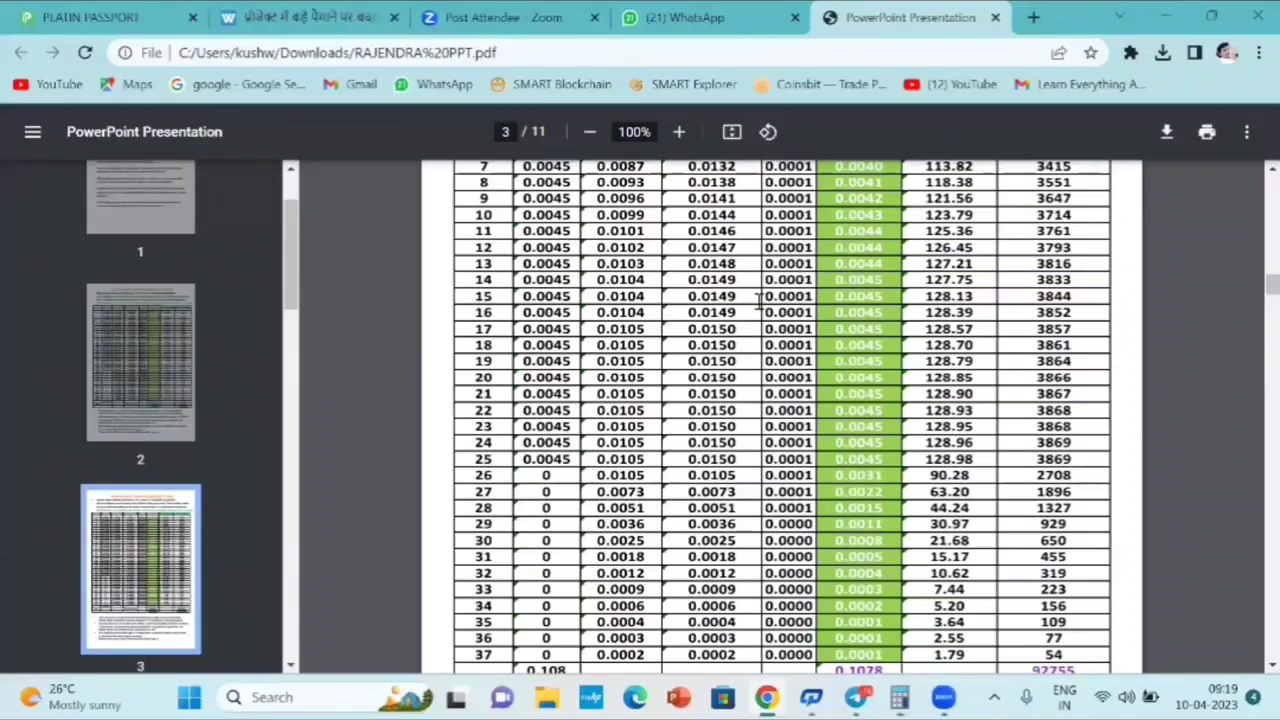 PLATIN PASSPORT
प्रोजेक्ट में बड़े पैमाने पर बदला
Post Attendee - Zoom
(21) WhatsApp
PowerPoint Presentation
File C:/Users/kushw/Downloads/RAJENDRA%20PPT.pdf
YouTube Maps google - Google Se... Gmail WhatsApp SMART Blockchain SMART Explorer Coinsbit — Trade P... (12) YouTube Learn Everything A...
PowerPoint Presentation 3 / 11 100%
7 0.0045 0.0087 0.0132 0.0001 0.0040 113.82 3415
8 0.0045 0.0093 0.0138 0.0001 0.0041 118.38 3551
9 0.0045 0.0096 0.0141 0.0001 0.0042 121.56 3647
10 0.0045 0.0099 0.0144 0.0001 0.0043 123.79 3714
11 0.0045 0.0101 0.0146 0.0001 0.0044 125.36 3761
12 0.0045 0.0102 0.0147 0.0001 0.0044 126.45 3793
13 0.0045 0.0103 0.0148 0.0001 0.0044 127.21 3816
14 0.0045 0.0104 0.0149 0.0001 0.0045 127.75 3833
15 0.0045 0.0104 0.0149 0.0001 0.0045 128.13 3844
16 0.0045 0.0104 0.0149 0.0001 0.0045 128.39 3852
17 0.0045 0.0105 0.0150 0.0001 0.0045 128.57 3857
18 0.0045 0.0105 0.0150 0.0001 0.0045 128.70 3861
19 0.0045 0.0105 0.0150 0.0001 0.0045 128.79 3864
20 0.0045 0.0105 0.0150 0.0001 0.0045 128.85 3866
21 0.0045 0.0105 0.0150 0.0001 0.0045 128.90 3867
22 0.0045 0.0105 0.0150 0.0001 0.0045 128.93 3868
23 0.0045 0.0105 0.0150 0.0001 0.0045 128.95 3868
24 0.0045 0.0105 0.0150 0.0001 0.0045 128.96 3869
25 0.0045 0.0105 0.0150 0.0001 0.0045 128.98 3869
26 0 0.0105 0.0105 0.0001 0.0031 90.28 2708
27 0 0.0073 0.0073 0.0001 0.0022 63.20 1896
28 0 0.0051 0.0051 0.0001 0.0015 44.24 1327
29 0 0.0036 0.0036 0.0000 0.0011 30.97 929
30 0 0.0025 0.0025 0.0000 0.0008 21.68 650
31 0 0.0018 0.0018 0.0000 0.0005 15.17 455
32 0 0.0012 0.0012 0.0000 0.0004 10.62 319
33 0 0.0009 0.0009 0.0000 0.0003 7.44 223
34 0 0.0006 0.0006 0.0000 0.0002 5.20 156
35 0.0004 0.0004 0.0000 0.0001 3.64 109
36 0 0.0003 0.0003 0.0000 0.0001 2.55 77
37 0 0.0002 0.0002 0.0000 0.0001 1.79 54
0.108 0.1078 92755
1
2
3
26°C
Mostly sunny
Search
ENG
IN
09:19
10-04-2023
4